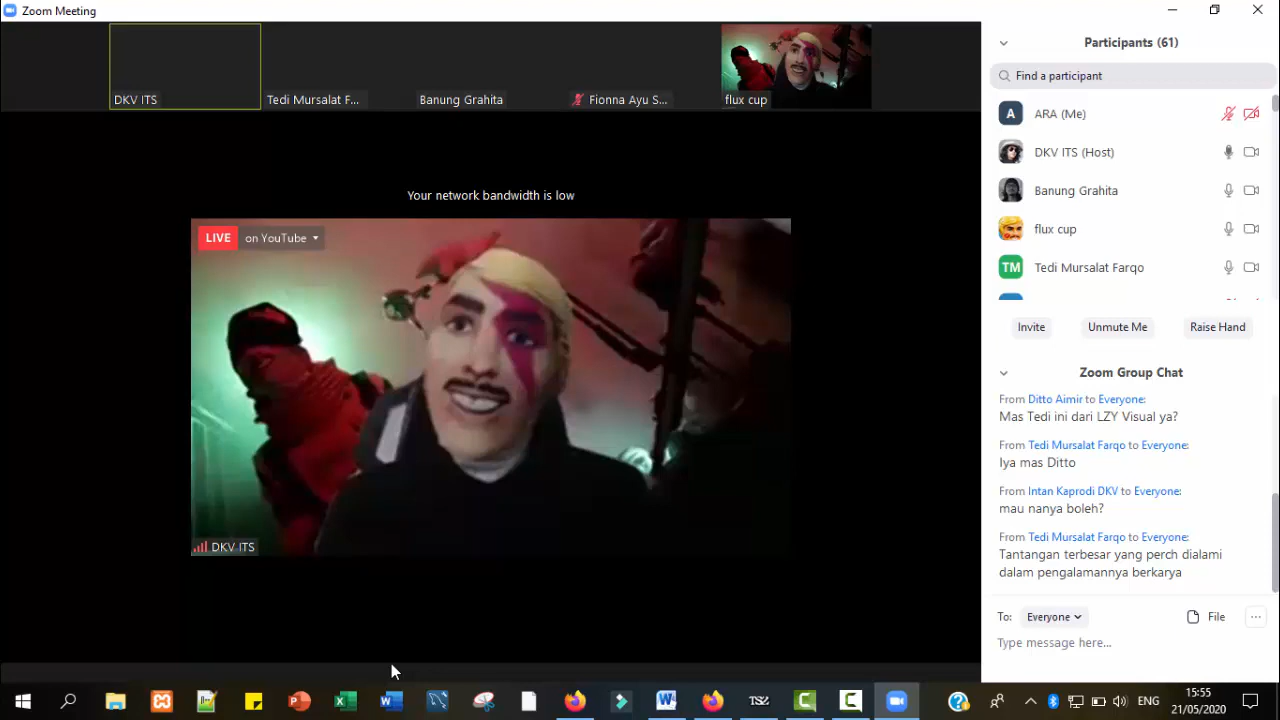 Zoom Meeting
DKV ITS
Tedi Mursalat F...
Banung Grahita
Fionna Ayu S...
flux cup
Your network bandwidth is low
LIVE on YouTube
DKV ITS
Participants (61)
Find a participant
A ARA (Me)
DKV ITS (Host)
Banung Grahita
flux cup
TM Tedi Mursalat Farqo
Invite Unmute Me Raise Hand
Zoom Group Chat
From Ditto Aimir to Everyone:
Mas Tedi ini dari LZY Visual ya?
From Tedi Mursalat Farqo to Everyone:
Iya mas Ditto
From Intan Kaprodi DKV to Everyone:
mau nanya boleh?
From Tedi Mursalat Farqo to Everyone:
Tantangan terbesar yang perch dialami
dalam pengalamannya berkarya
To: Everyone File
Type message here...
ENG
15:55
21/05/2020